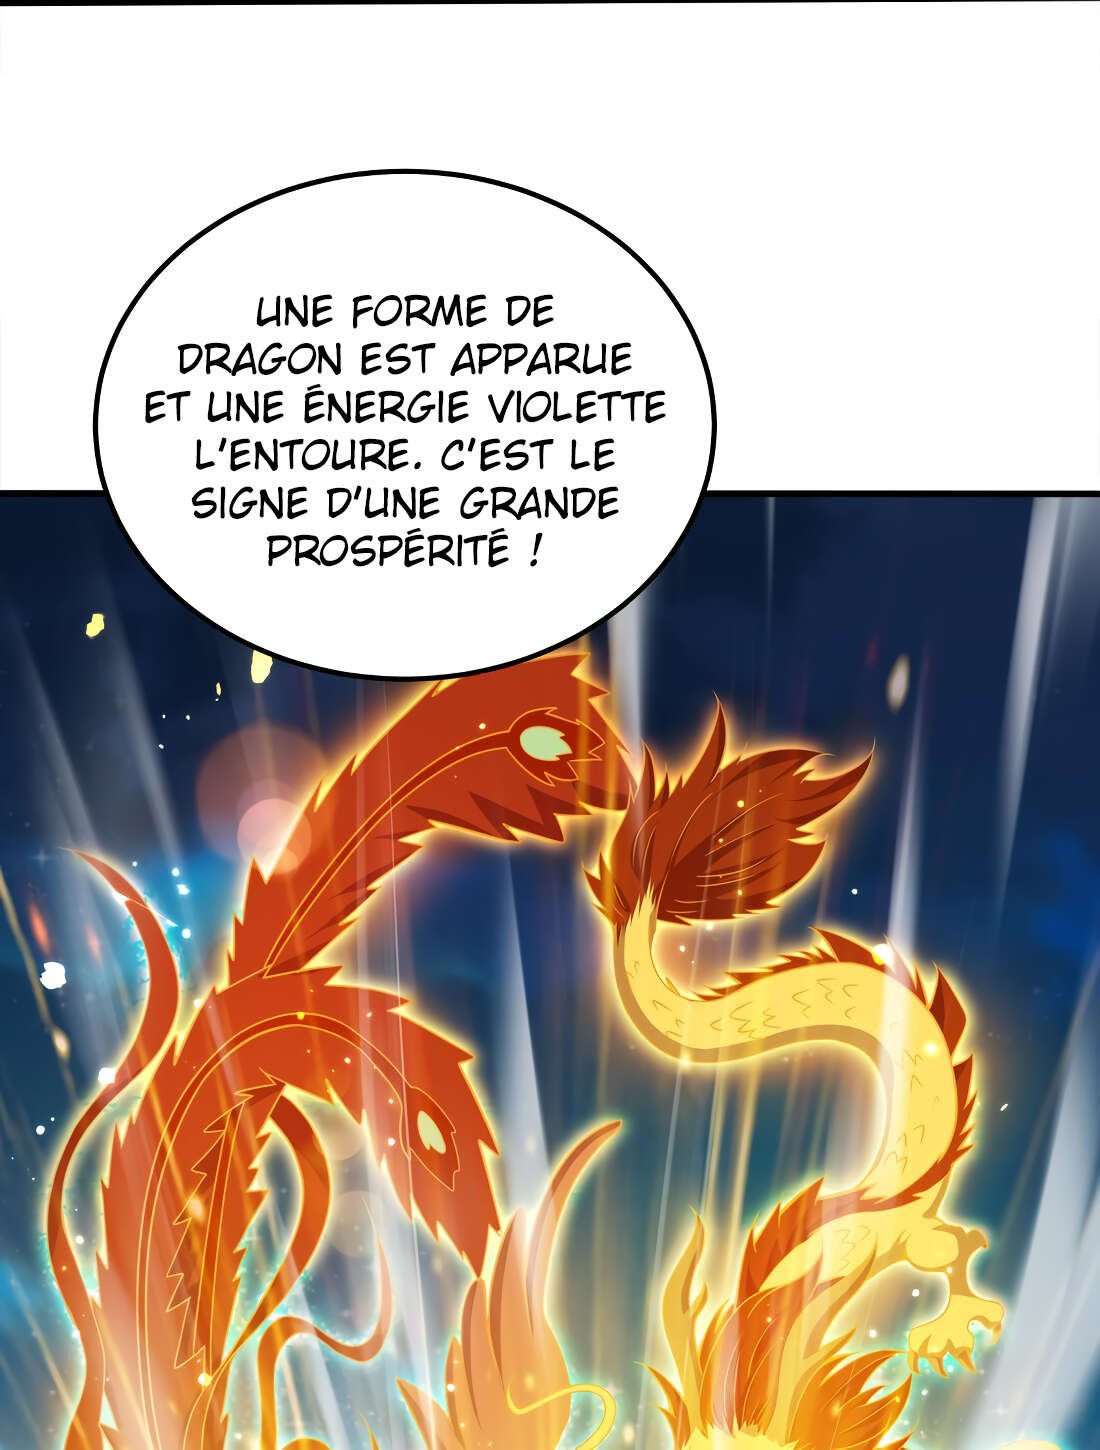 UNE FORME DE
DRAGON EST APPARUE
ET UNE ÉNERGIE VIOLETTE
L'ENTOURE. C'EST LE
SIGNE D'UNE GRANDE
PROSPÉRITÉ !